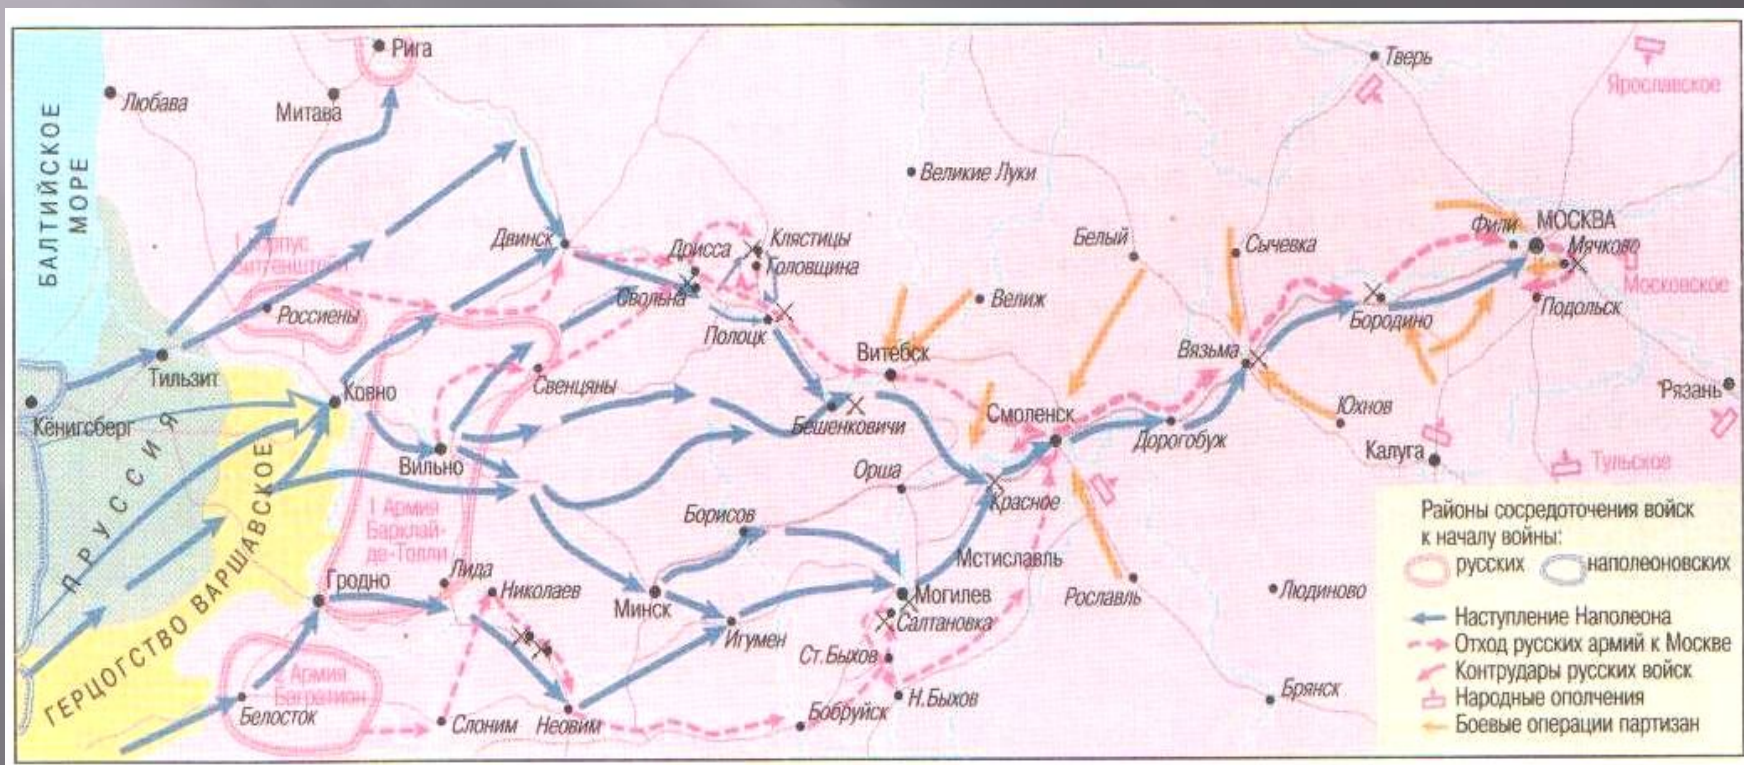 БАЛТИЙСКОЕ
МОРЕ
Любава
Рига
Митава
Двинск
Дрисса
Клястицы
Головщина
Свольна
Полоцк
Великие Луки
Велиж
Белый
Сычевка
Тверь
Ярославское
Фили
МОСКВА
Мячково
Московское
Подольск
Бородино
I Корпус
Витгенштейн
Россиены
Тильзит
Кёнигсберг
ПРУССИЯ
ГЕРЦОГСТВО ВАРШАВСКОЕ
Ковно
Вильно
Свенцяны
Бешенковичи
Витебск
Смоленск
Дорогобуж
Вязьма
Юхнов
Калуга
Рязань
Тульское
Орша
Красное
Мстиславль
Борисов
I Армия
Барклай-
де-Толли
Гродно
Лида
Николаев
Минск
Игумен
Могилев
Салтановка
Ст.Быхов
Н.Быхов
Бобруйск
Рославль
Людиново
Брянск
Армия
Багратион
Белосток
Слоним
Неовим
Районы сосредоточения войск
к началу войны:
русских
наполеоновских
Наступление Наполеона
Отход русских армий к Москве
Контрудары русских войск
Народные ополчения
Боевые операции партизан